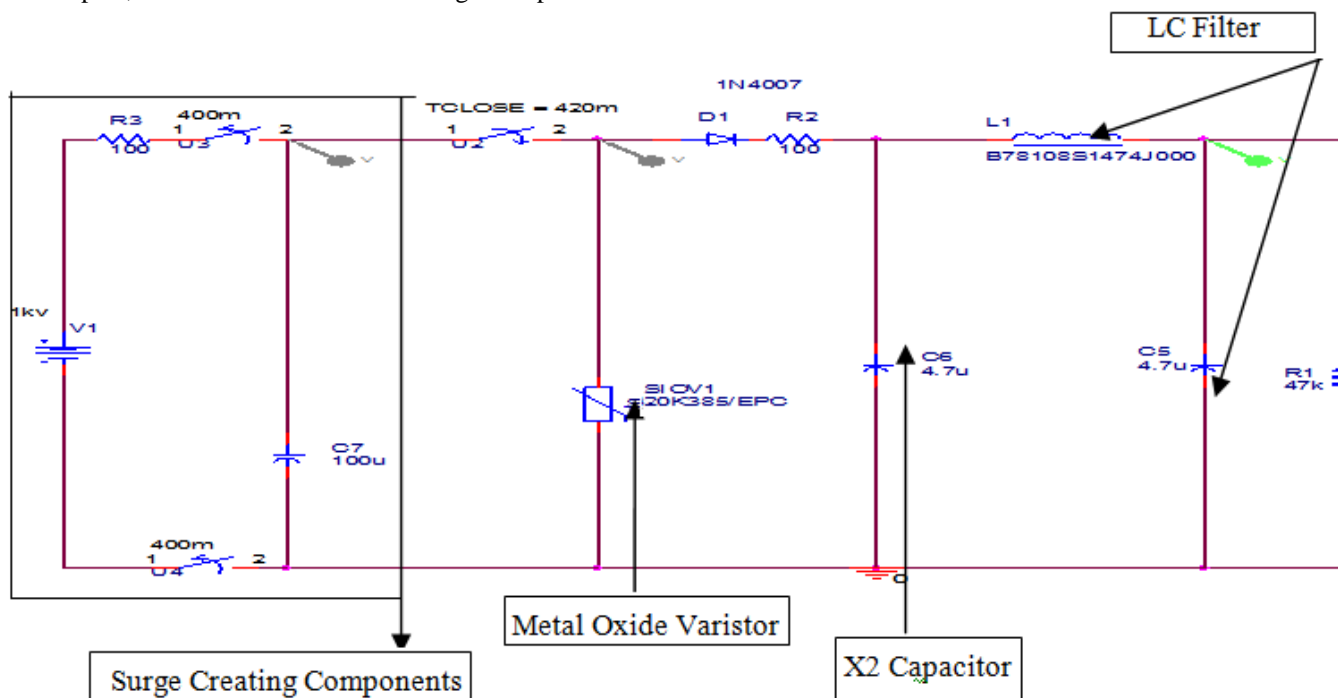 LC Filter
1N4007
400m
TCLOSE = 420m
R3
1
2
1
2
D1
R2
L1
100
U3
U2
100
B78108S1474J000
V
V
1kv
V1
C6
4.7u
C5
4.7u
R1
47k
SIOV1
C7
100u
400m
1
2
U4
0
Metal Oxide Varistor
X2 Capacitor
Surge Creating Components